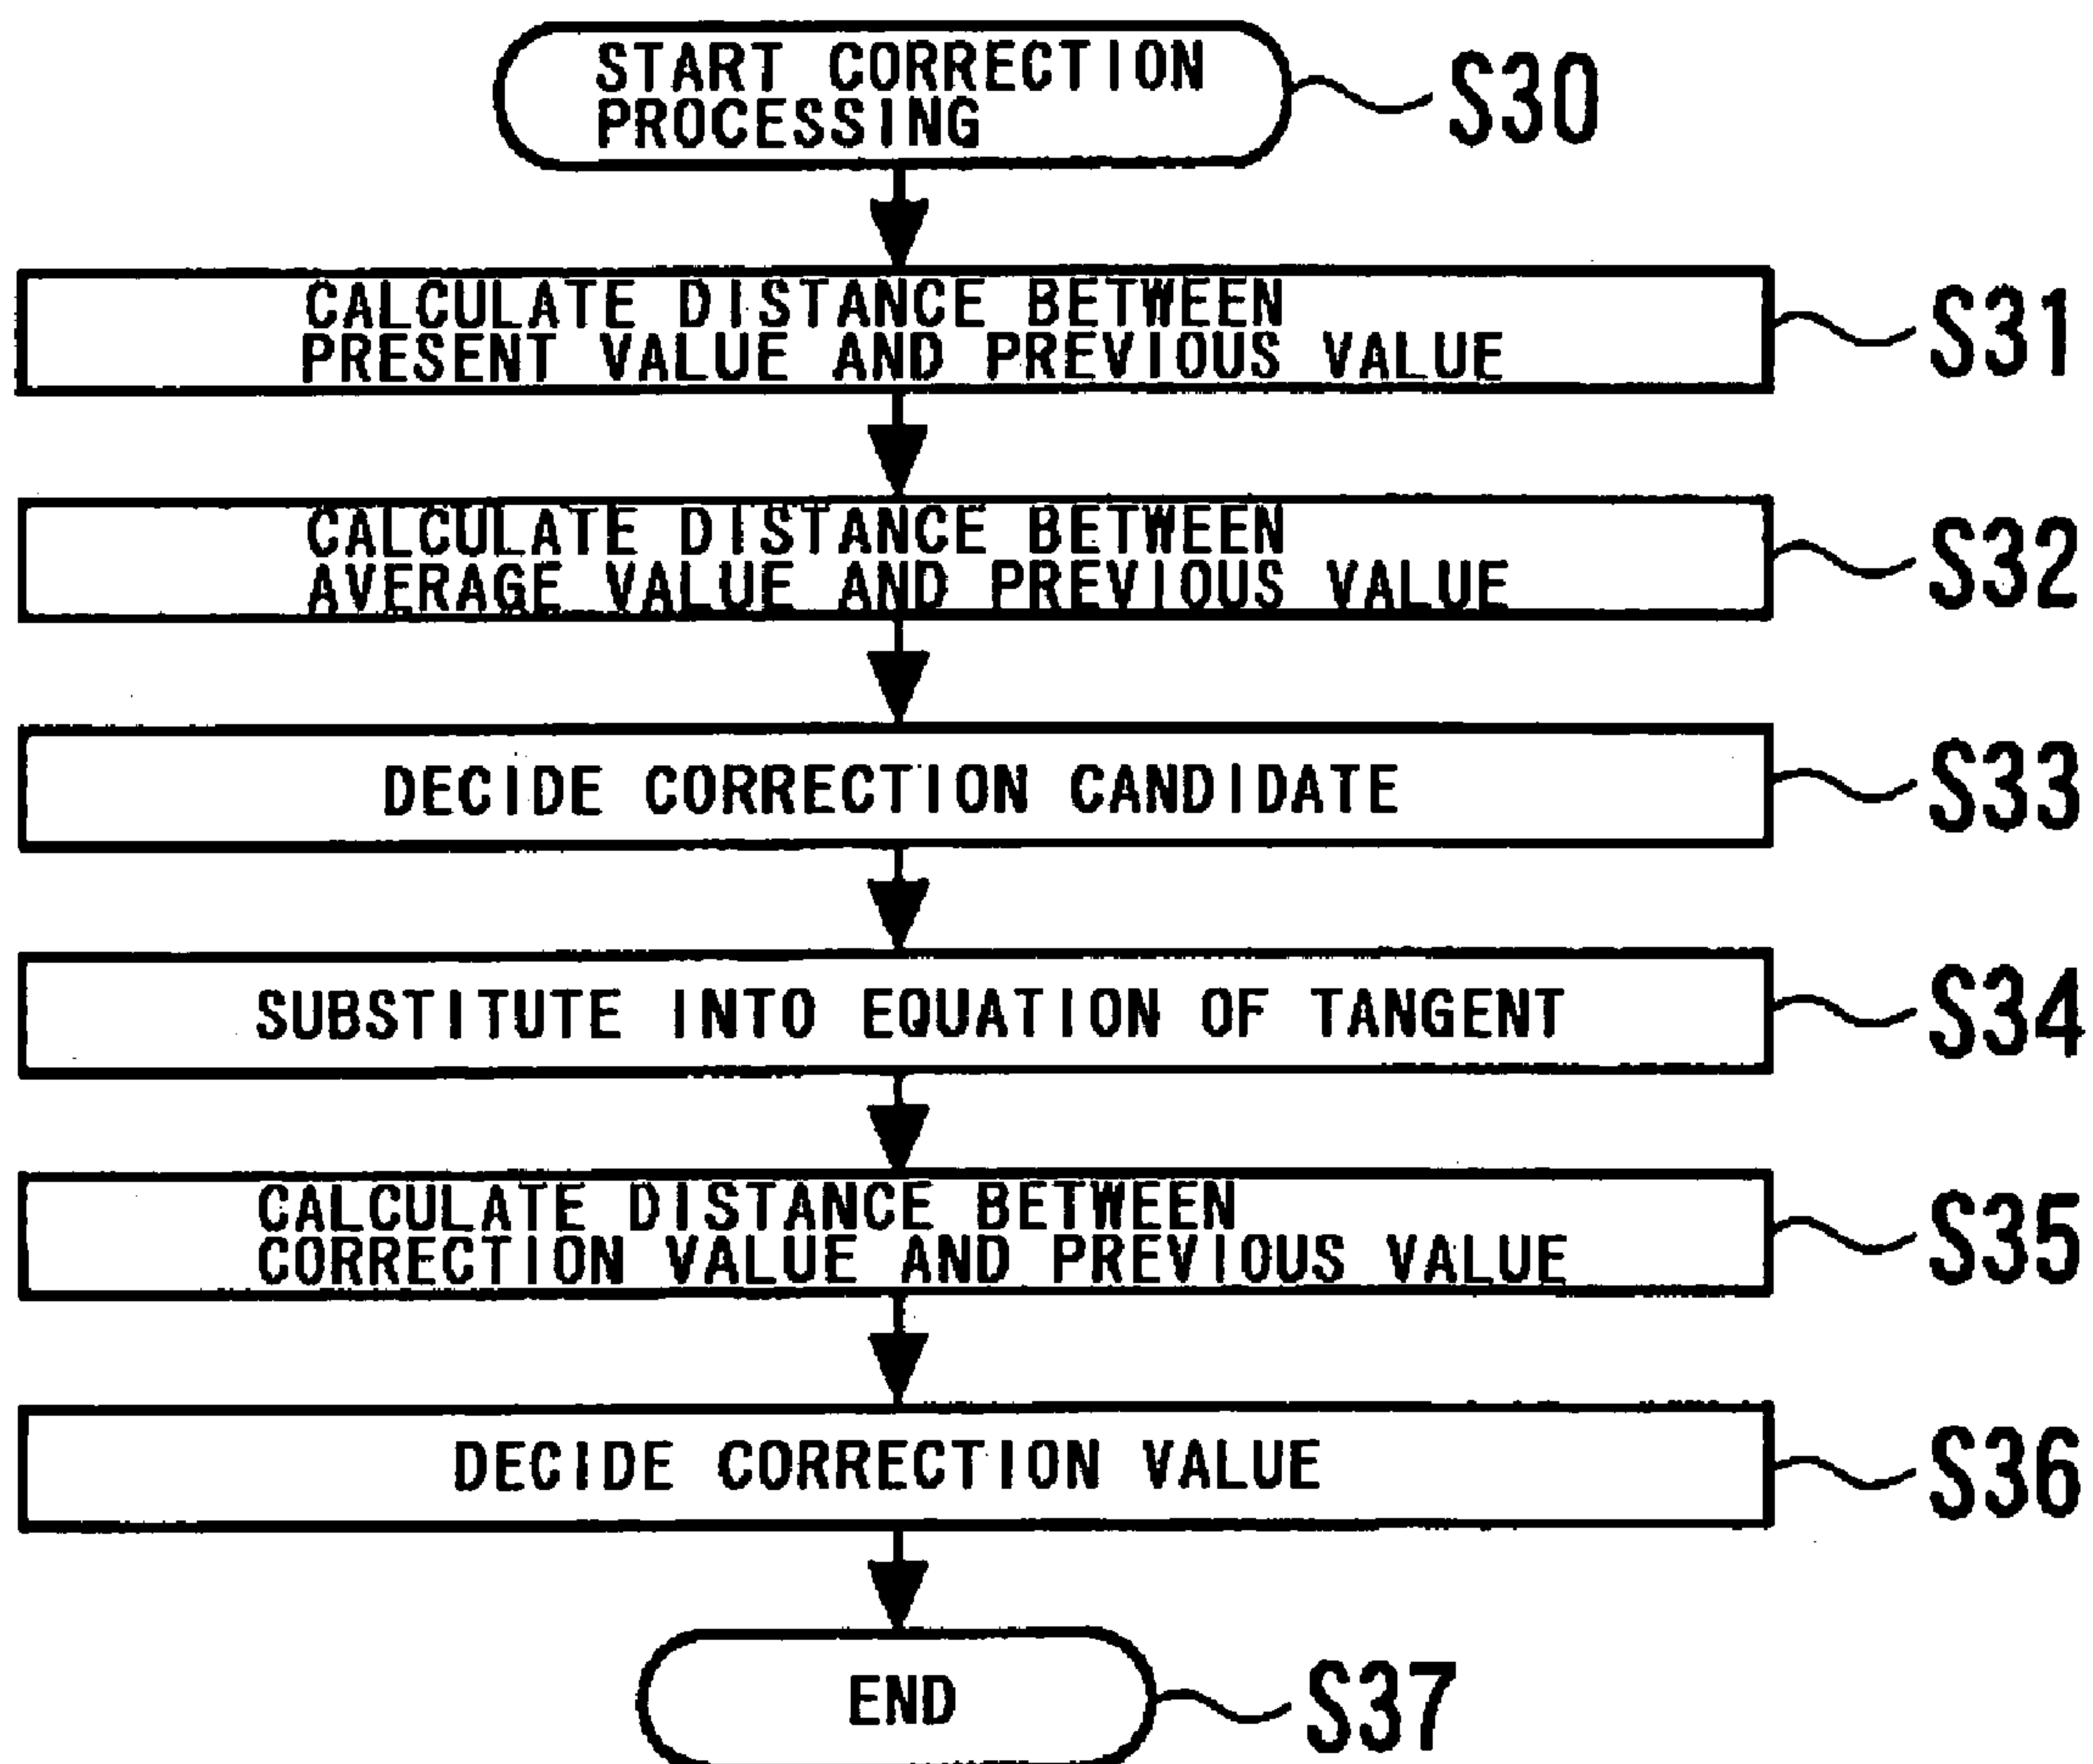 START CORRECTION
PROCESSING
S30
CALCULATE DISTANCE BETWEEN
PRESENT VALUE AND PREVIOUS VALUE
S31
CALCULATE DISTANCE BETWEEN
AVERAGE VALUE AND PREVIOUS VALUE
S32
DECIDE CORRECTION CANDIDATE
S33
SUBSTITUTE INTO EQUATION OF TANGENT
S34
CALCULATE DISTANCE BETWEEN
CORRECTION VALUE AND PREVIOUS VALUE
S35
DECIDE CORRECTION VALUE
S36
END
S37